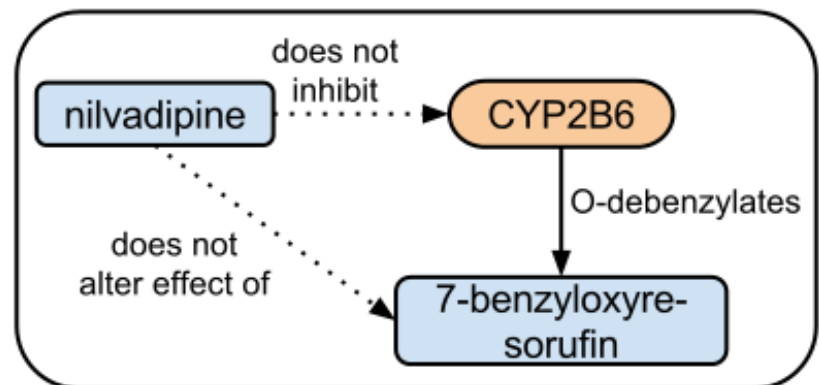 does not
inhibit
nilvadipine
CYP2B6
O-debenzylates
does not
alter effect of
7-benzyloxyre-
sorufin